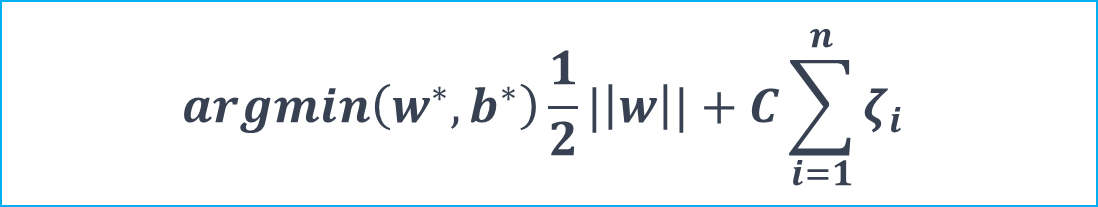 argmin(w*, b*) 1/2 ||w|| + C ∑_{i=1}^{n} ζ_i